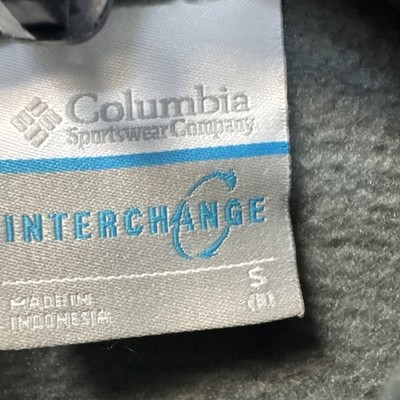 Columbia
Sportswear Company
INTERCHANGE
S
(P)
MADE IN
INDONESIA